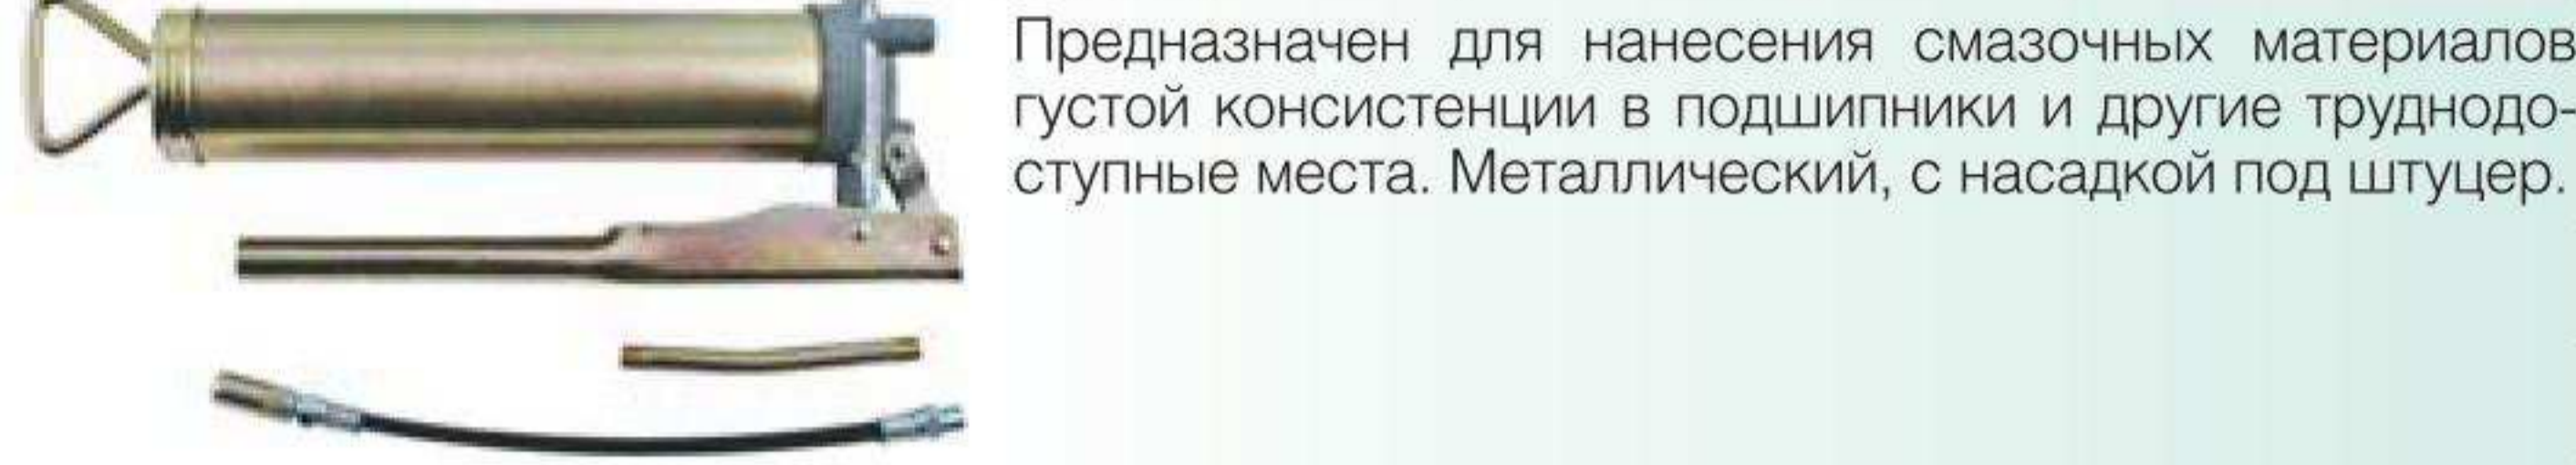 Предназначен для нанесения смазочных материалов
густой консистенции в подшипники и другие труднодо-
ступные места. Металлический, с насадкой под штуцер.